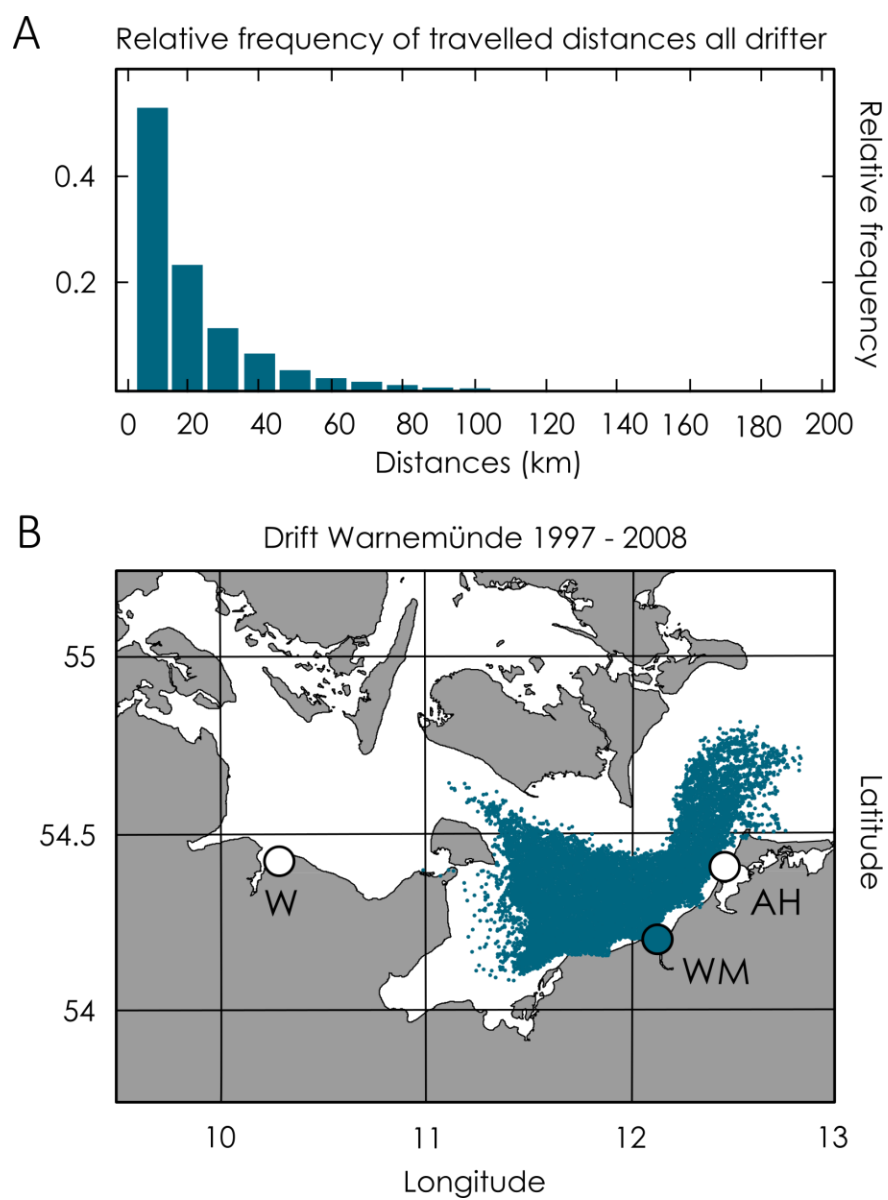 A
Relative frequency of travelled distances all drifter
0.4
0.2
Relative frequency
0 20 40 60 80 100 120 140 160 180 200
Distances (km)
B
Drift Warnemünde 1997 - 2008
55
54.5
54
W
AH
WM
Latitude
10 11 12 13
Longitude